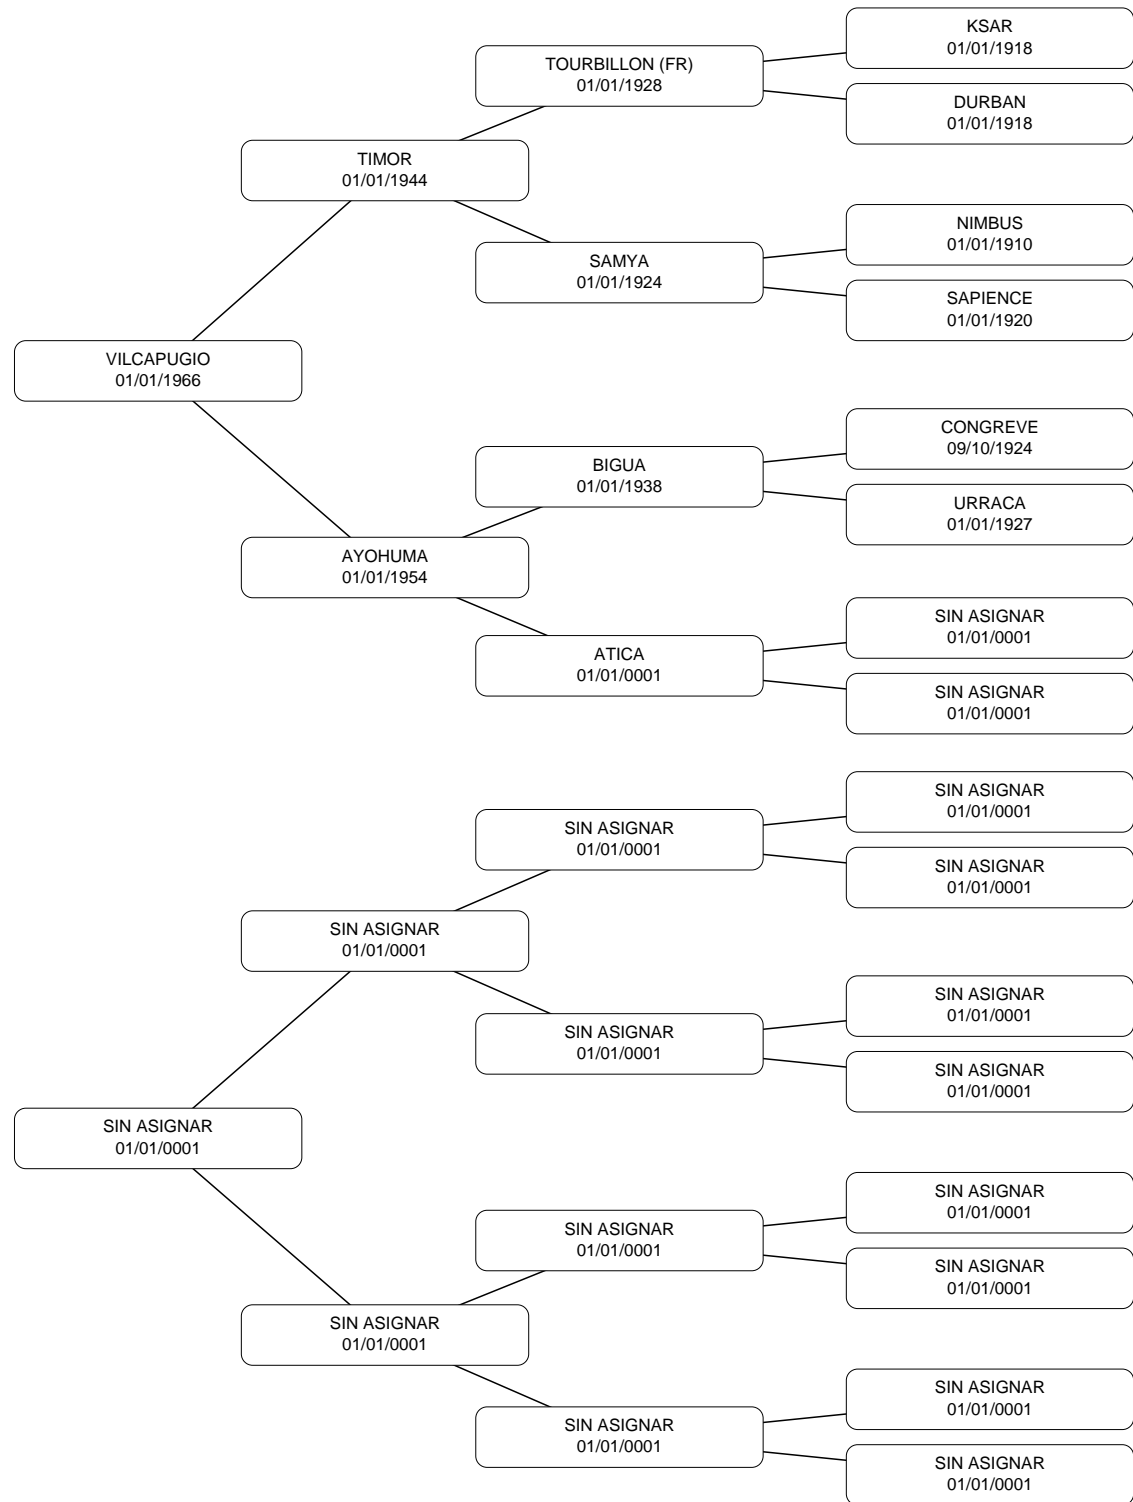 KSAR
01/01/1918
TOURBILLON (FR)
01/01/1928
DURBAN
01/01/1918
TIMOR
01/01/1944
NIMBUS
01/01/1910
SAMYA
01/01/1924
SAPIENCE
01/01/1920
VILCAPUGIO
01/01/1966
CONGREVE
09/10/1924
BIGUA
01/01/1938
URRACA
01/01/1927
AYOHUMA
01/01/1954
SIN ASIGNAR
01/01/0001
ATICA
01/01/0001
SIN ASIGNAR
01/01/0001
SIN ASIGNAR
01/01/0001
SIN ASIGNAR
01/01/0001
SIN ASIGNAR
01/01/0001
SIN ASIGNAR
01/01/0001
SIN ASIGNAR
01/01/0001
SIN ASIGNAR
01/01/0001
SIN ASIGNAR
01/01/0001
SIN ASIGNAR
01/01/0001
SIN ASIGNAR
01/01/0001
SIN ASIGNAR
01/01/0001
SIN ASIGNAR
01/01/0001
SIN ASIGNAR
01/01/0001
SIN ASIGNAR
01/01/0001
SIN ASIGNAR
01/01/0001
SIN ASIGNAR
01/01/0001
SIN ASIGNAR
01/01/0001